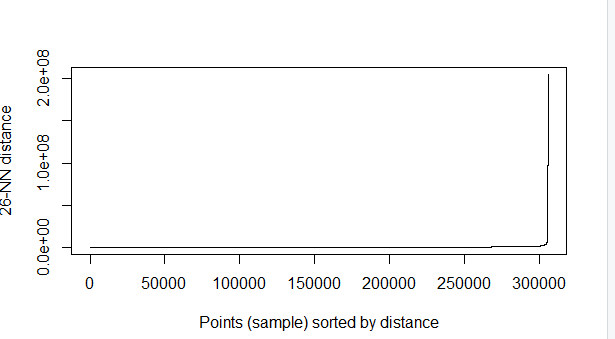 2.0e+08
1.0e+08
0.0e+00
26-NN distance
0 50000 100000 150000 200000 250000 300000
Points (sample) sorted by distance